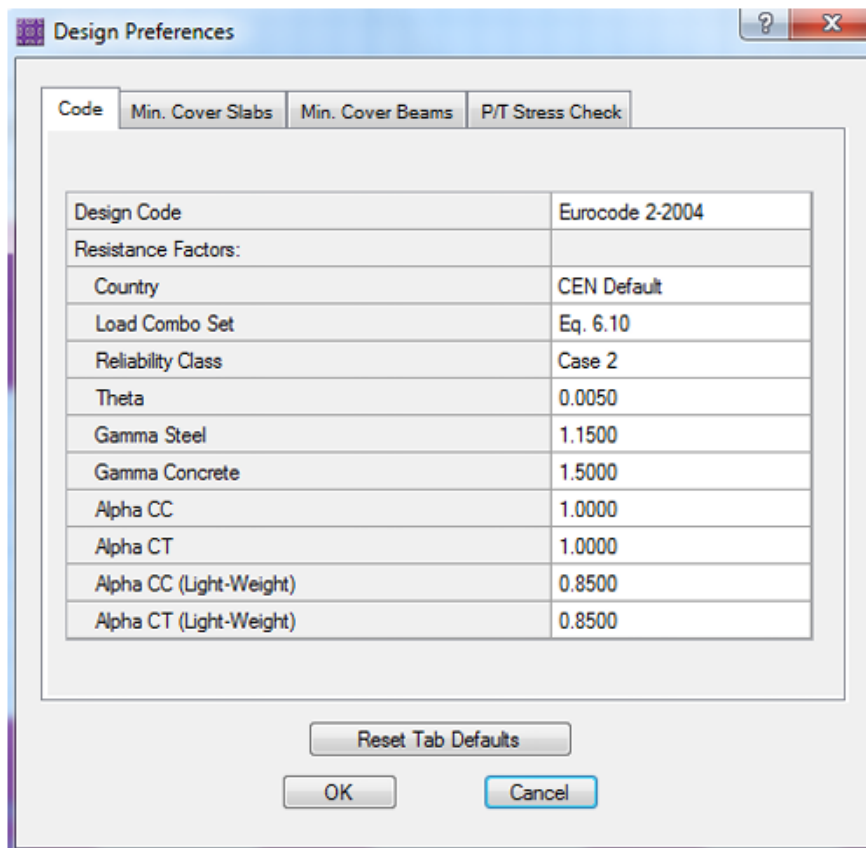 Design Preferences
Code Min. Cover Slabs Min. Cover Beams P/T Stress Check
Design Code Eurocode 2-2004
Resistance Factors:
Country CEN Default
Load Combo Set Eq. 6.10
Reliability Class Case 2
Theta 0.0050
Gamma Steel 1.1500
Gamma Concrete 1.5000
Alpha CC 1.0000
Alpha CT 1.0000
Alpha CC (Light-Weight) 0.8500
Alpha CT (Light-Weight) 0.8500
Reset Tab Defaults
OK Cancel